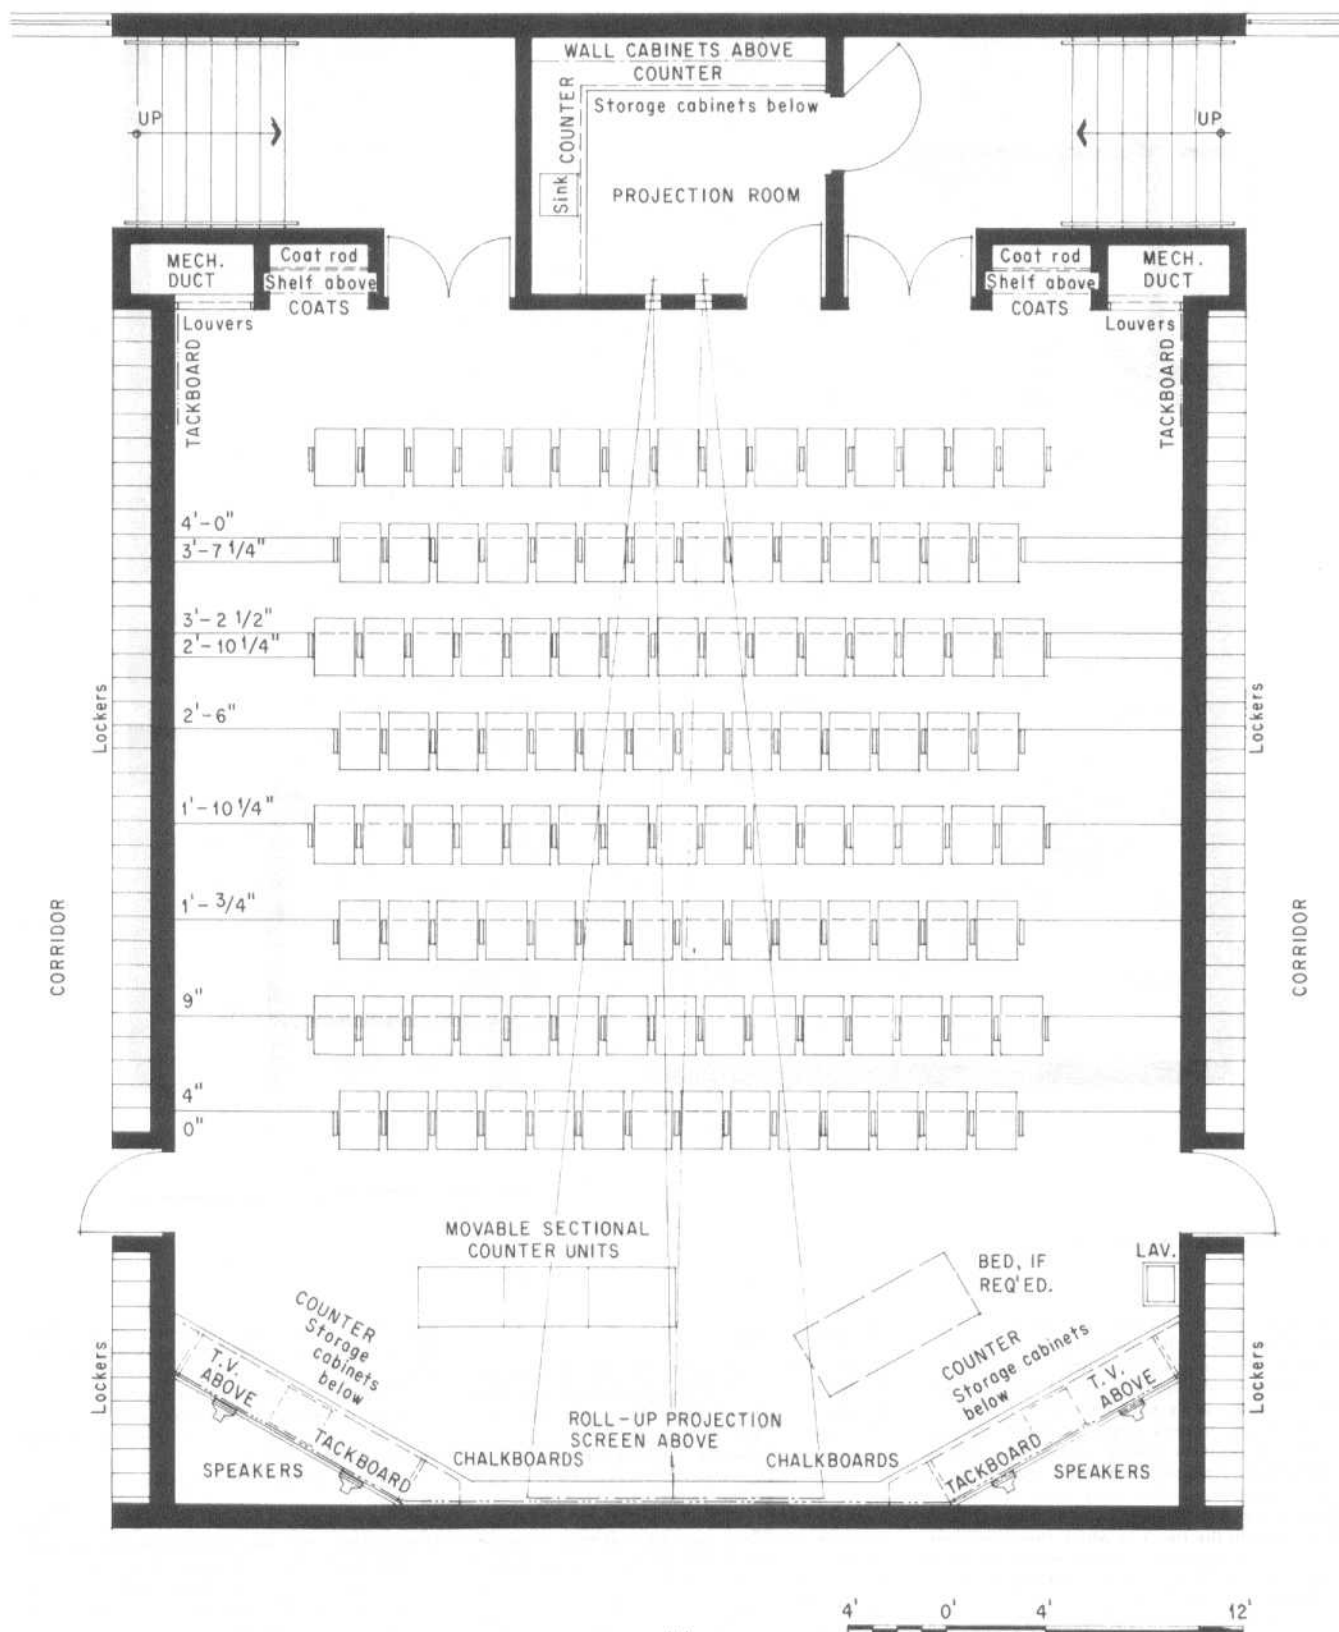 WALL CABINETS ABOVE
COUNTER
Storage cabinets below
COUNTER
Sink
PROJECTION ROOM
UP
UP
MECH.
DUCT
Coat rod
Shelf above
COATS
Louvers
TACKBOARD
Coat rod
Shelf above
COATS
MECH.
DUCT
Louvers
TACKBOARD
4'-0"
3'-7 1/4"
3'-2 1/2"
2'-10 1/4"
2'-6"
1'-10 1/4"
1'-3/4"
9"
4"
0"
Lockers
CORRIDOR
Lockers
CORRIDOR
MOVABLE SECTIONAL
COUNTER UNITS
BED, IF
REQ'ED.
LAV.
COUNTER
Storage
cabinets
below
T.V.
ABOVE
TACKBOARD
SPEAKERS
Lockers
ROLL-UP PROJECTION
SCREEN ABOVE
CHALKBOARDS
CHALKBOARDS
COUNTER
Storage cabinets
below
T.V.
ABOVE
TACKBOARD
SPEAKERS
Lockers
4' 0' 4' 12'